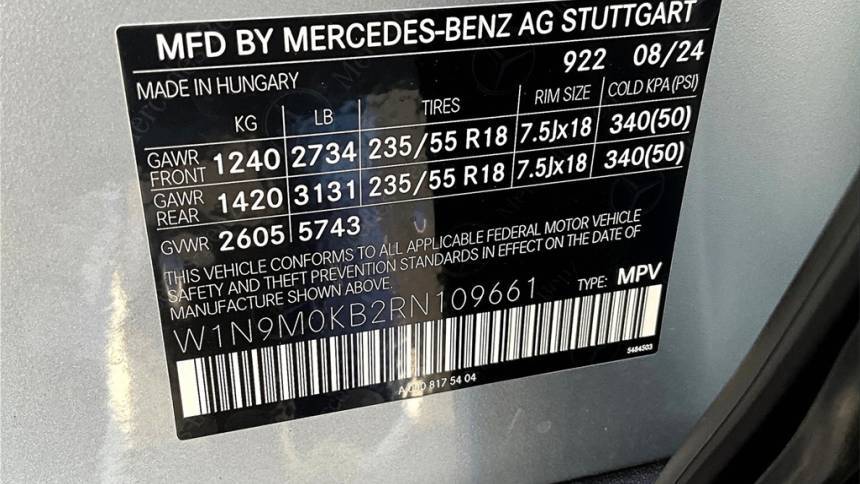 MFD BY MERCEDES-BENZ AG STUTTGART
MADE IN HUNGARY 922 08/24
KG LB TIRES RIM SIZE COLD KPA(PSI)
GAWR FRONT 1240 2734 235/55 R18 7.5Jx18 340(50)
GAWR REAR 1420 3131 235/55 R18 7.5Jx18 340(50)
GVWR 2605 5743
THIS VEHICLE CONFORMS TO ALL APPLICABLE FEDERAL MOTOR VEHICLE
SAFETY AND THEFT PREVENTION STANDARDS IN EFFECT ON THE DATE OF
MANUFACTURE SHOWN ABOVE.
W1N9M0KB2RN109661 TYPE: MPV
5484503
A 000 817 54 04